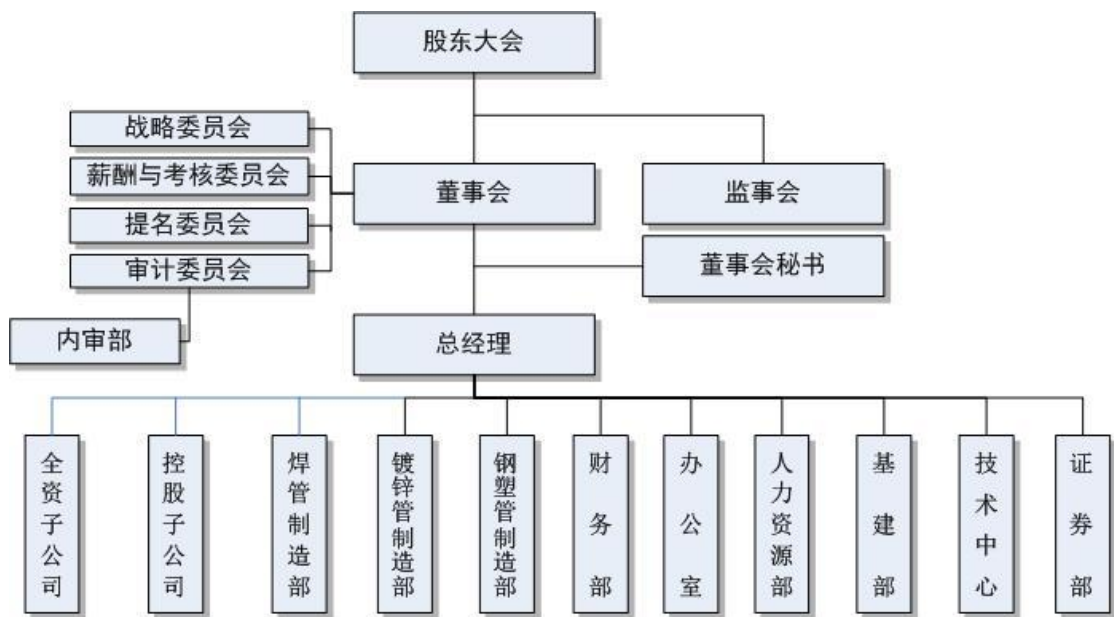 股东大会
战略委员会
薪酬与考核委员会
董事会
监事会
提名委员会
审计委员会
董事会秘书
内审部
总经理
全资子公司
控股子公司
焊管制造部
镀锌管制造部
钢塑管制造部
财务部
办公室
人力资源部
基建部
技术中心
证券部